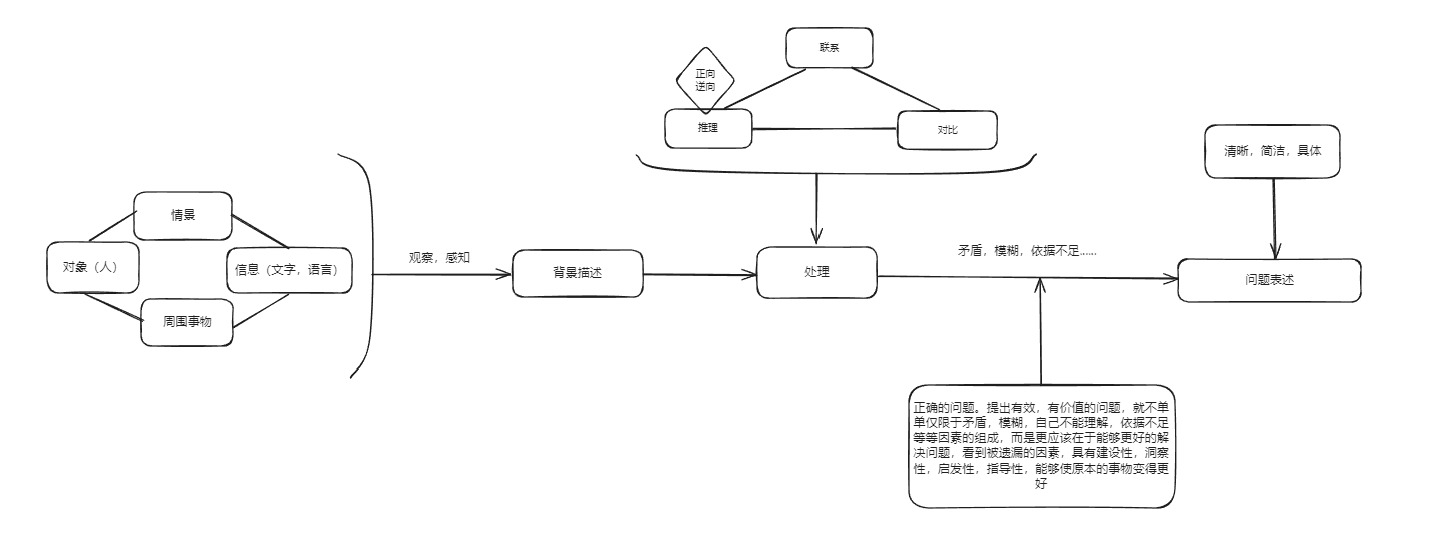 联系
正向
逆向
推理
对比
清晰，简洁，具体
情景
对象（人）
信息（文字，语言）
周围事物
观察，感知
背景描述
处理
矛盾，模糊，依据不足......
问题表述
正确的问题。提出有效，有价值的问题，就不单
单仅限于矛盾，模糊，自己不能理解，依据不足
等等因素的组成，而是更应该在于能够更好的解
决问题，看到被遗漏的因素，具有建设性，洞察
性，启发性，指导性，能够使原本的事物变得更
好